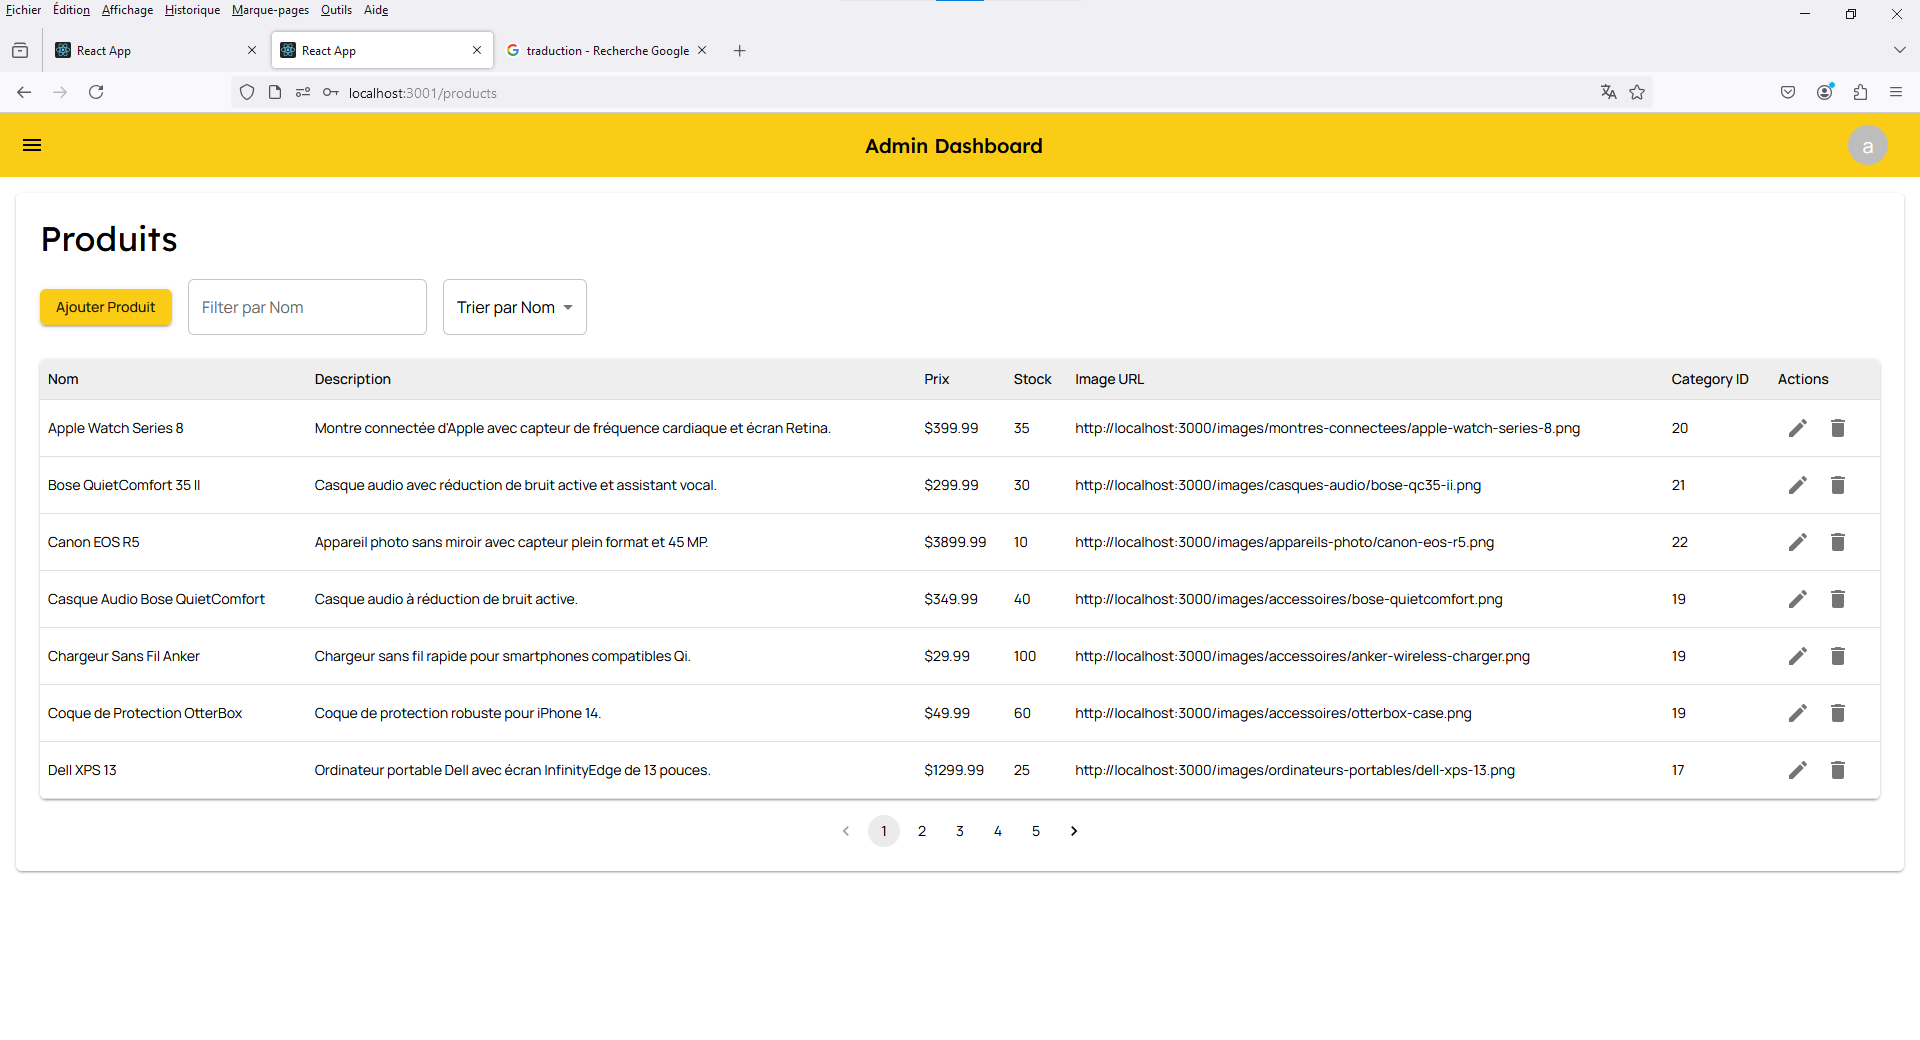 Fichier Édition Affichage Historique Marque-pages Outils Aide
React App React App traduction - Recherche Google
localhost:3001/products
Admin Dashboard a
Produits
Ajouter Produit Filter par Nom Trier par Nom
Nom Description Prix Stock Image URL Category ID Actions
Apple Watch Series 8 Montre connectée d'Apple avec capteur de fréquence cardiaque et écran Retina. $399.99 35 http://localhost:3000/images/montres-connectees/apple-watch-series-8.png 20
Bose QuietComfort 35 II Casque audio avec réduction de bruit active et assistant vocal. $299.99 30 http://localhost:3000/images/casques-audio/bose-qc35-ii.png 21
Canon EOS R5 Appareil photo sans miroir avec capteur plein format et 45 MP. $3899.99 10 http://localhost:3000/images/appareils-photo/canon-eos-r5.png 22
Casque Audio Bose QuietComfort Casque audio à réduction de bruit active. $349.99 40 http://localhost:3000/images/accessoires/bose-quietcomfort.png 19
Chargeur Sans Fil Anker Chargeur sans fil rapide pour smartphones compatibles Qi. $29.99 100 http://localhost:3000/images/accessoires/anker-wireless-charger.png 19
Coque de Protection OtterBox Coque de protection robuste pour iPhone 14. $49.99 60 http://localhost:3000/images/accessoires/otterbox-case.png 19
Dell XPS 13 Ordinateur portable Dell avec écran InfinityEdge de 13 pouces. $1299.99 25 http://localhost:3000/images/ordinateurs-portables/dell-xps-13.png 17
1 2 3 4 5